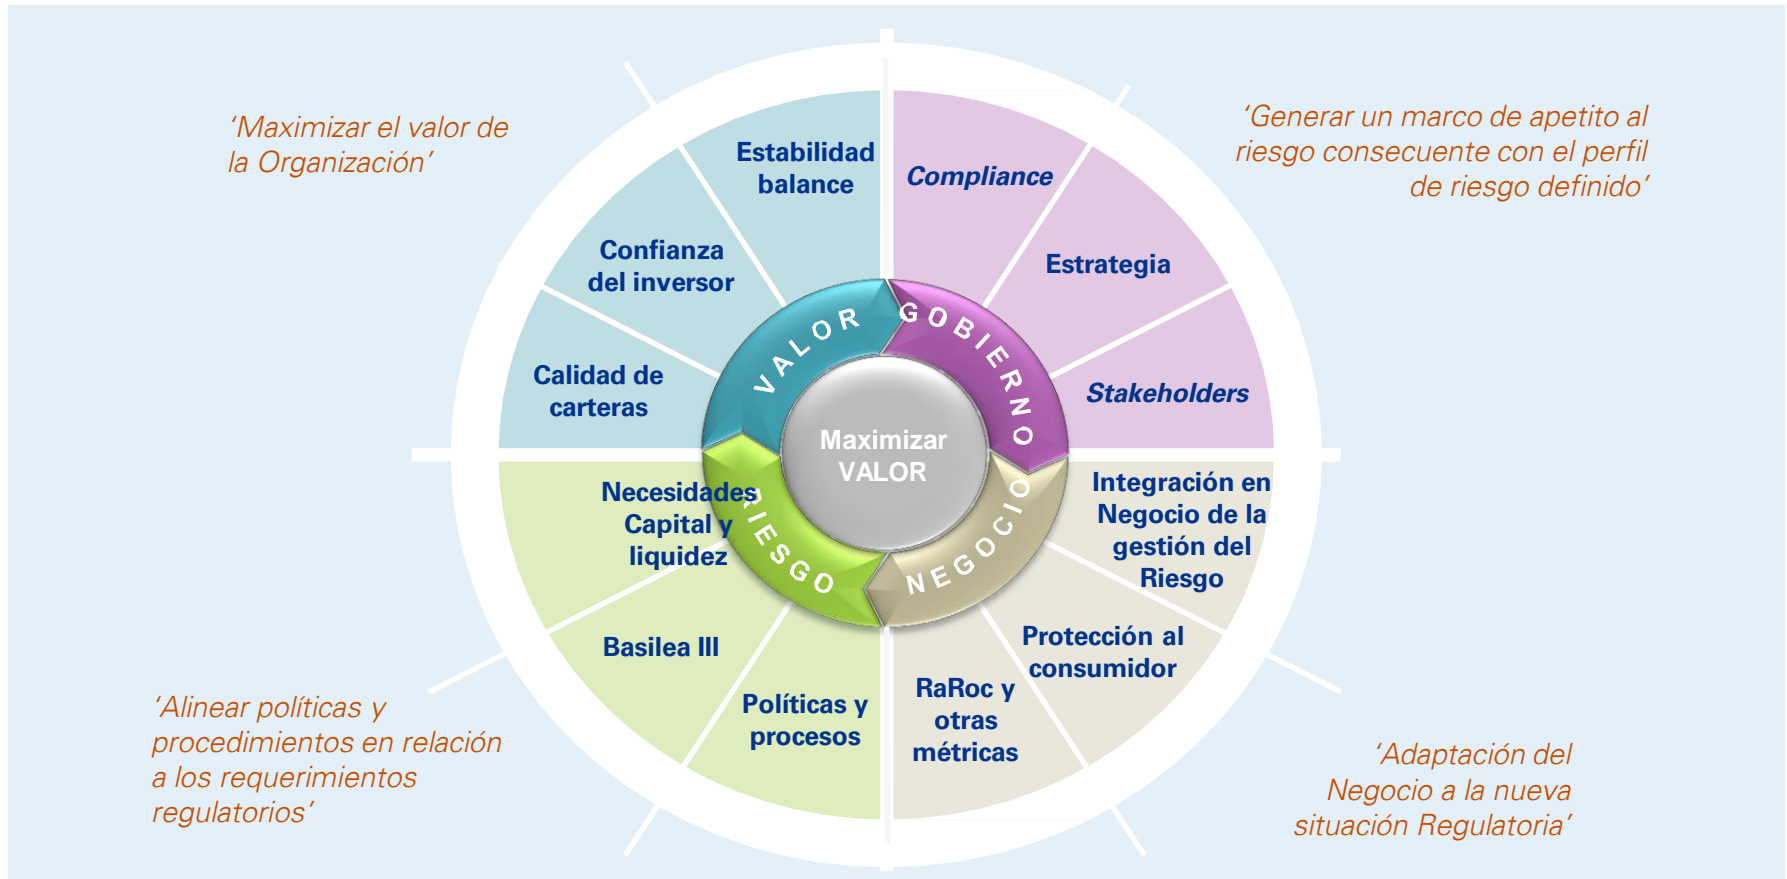 ‘Maximizar el valor de
la Organización’
‘Generar un marco de apetito al
riesgo consecuente con el perfil
de riesgo definido’
Estabilidad
balance
Compliance
Confianza
del inversor
Estrategia
Calidad de
carteras
Stakeholders
VALOR
GOBIERNO
Maximizar
VALOR
RIESGO
NEGOCIO
Necesidades
Capital y
liquidez
Integración en
Negocio de la
gestión del
Riesgo
Basilea III
Protección al
consumidor
Políticas y
procesos
RaRoc y
otras
métricas
‘Alinear políticas y
procedimientos en relación
a los requerimientos
regulatorios’
‘Adaptación del
Negocio a la nueva
situación Regulatoria’